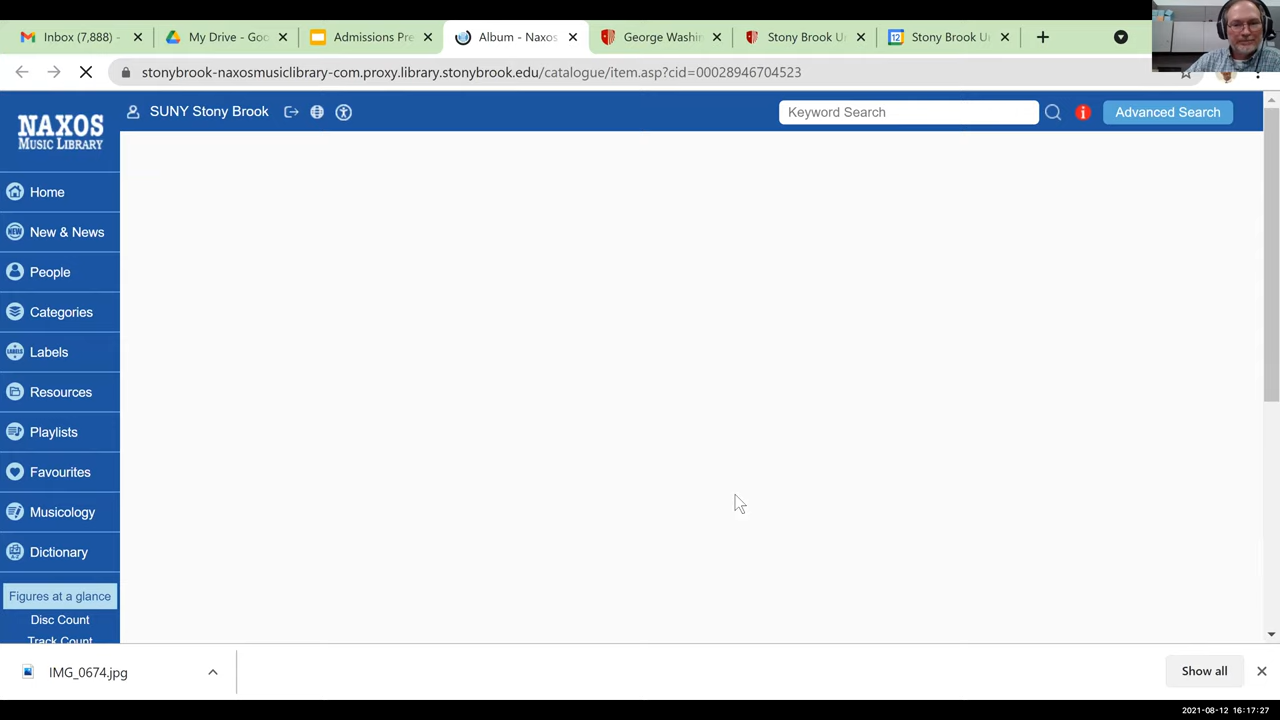 Inbox (7,888) -
My Drive - Goo
Admissions Pre
Album - Naxos
George Washin
Stony Brook U
12
Stony Brook U
stonybrook-naxosmusiclibrary-com.proxy.library.stonybrook.edu/catalogue/item.asp?cid=00028946704523
NAXOS
MUSIC LIBRARY
SUNY Stony Brook
Keyword Search
i
Advanced Search
Home
NEW
New & News
People
Categories
LABELS
Labels
Resources
Playlists
Favourites
Musicology
Dictionary
Figures at a glance
Disc Count
Track Count
IMG_0674.jpg
Show all
2021-08-12 16:17:27